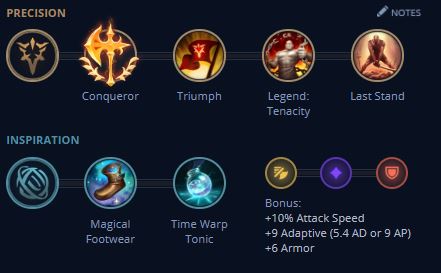 PRECISION
NOTES
Conqueror
Triumph
Legend:
Tenacity
Last Stand
INSPIRATION
Magical
Footwear
Time Warp
Tonic
Bonus:
+10% Attack Speed
+9 Adaptive (5.4 AD or 9 AP)
+6 Armor